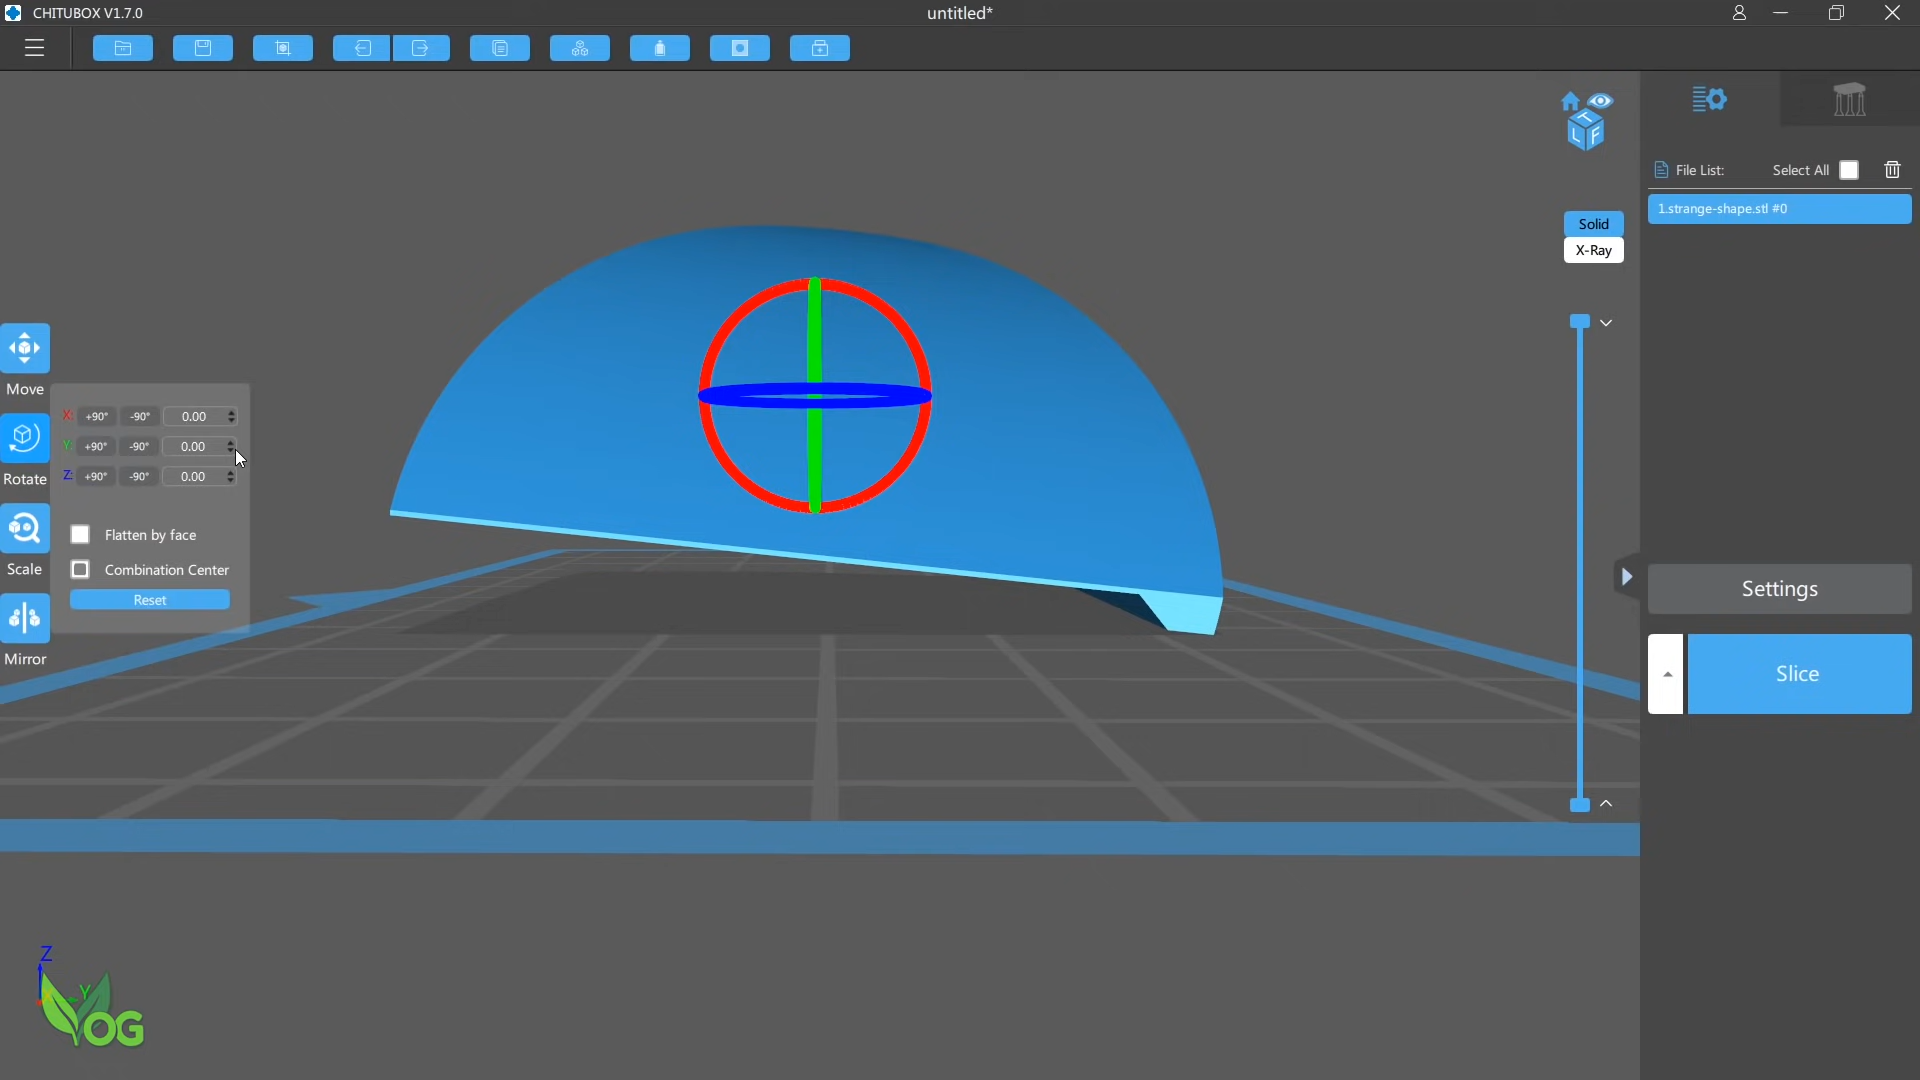 CHITUBOX V1.7.0
untitled*
T
L F
File List:
Select All
1.strange-shape.stl #0
Solid
X-Ray
Move
X: +90° -90° 0.00
Y: +90° -90° 0.00
Rotate
Z: +90° -90° 0.00
Flatten by face
Scale
Combination Center
Reset
Settings
Mirror
Slice
Z
Y
X
YOG